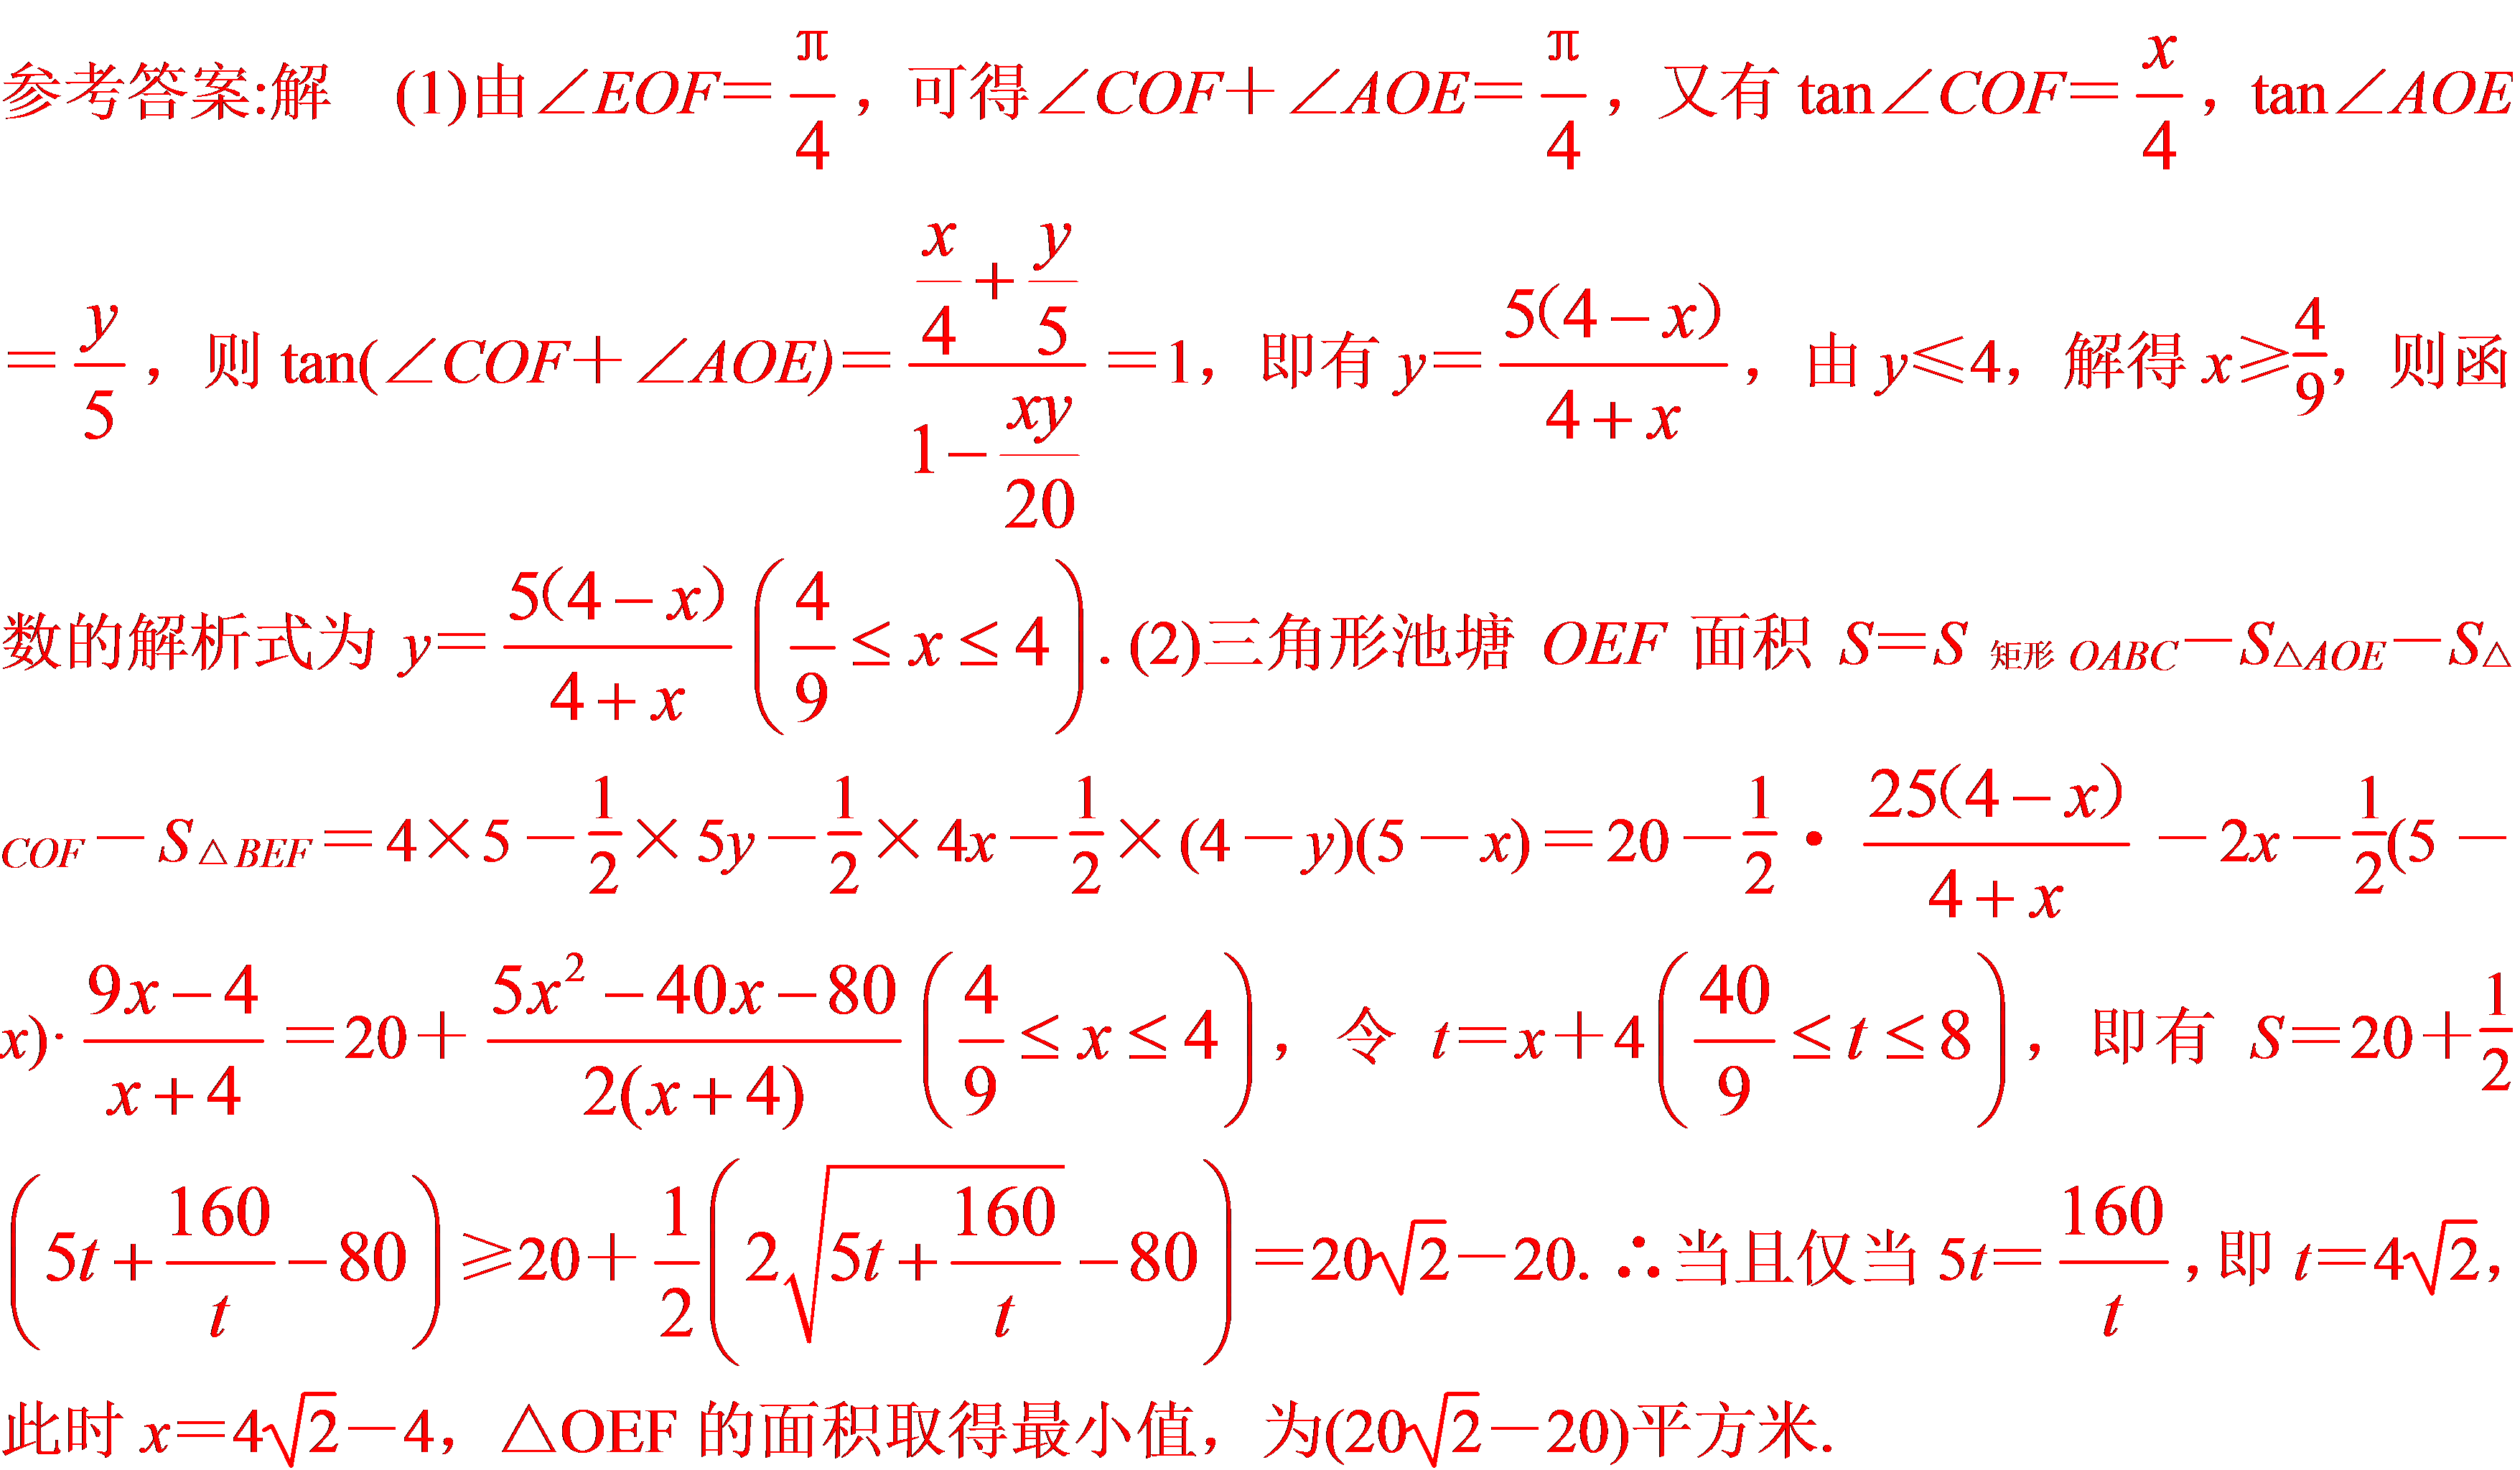 参考答案:解 (1)由∠EOF=π/4，可得∠COF+∠AOE=π/4，又有 tan∠COF=x/4，tan∠AOE
=y/5，则 tan(∠COF+∠AOE)=(x/4+y/5)/(1-xy/20)=1，即有 y=5(4-x)/(4+x)，由 y≤4，解得 x≥4/9，则函
数的解析式为 y=5(4-x)/(4+x) (4/9≤x≤4). (2)三角形池塘 OEF 面积 S=S矩形OABC-S△AOE-S△
COF-S△BEF=4×5-1/2×5y-1/2×4x-1/2×(4-y)(5-x)=20-1/2·25(4-x)/(4+x)-2x-1/2(5-
x)·(9x-4)/(x+4)=20+(5x²-40x-80)/(2(x+4)) (4/9≤x≤4)，令 t=x+4(40/9≤t≤8)，即有 S=20+1/2
(5t+160/t-80)≥20+1/2(2√(5t+160/t)-80)=20√2-20. ∴当且仅当 5t=160/t，即 t=4√2，
此时 x=4√2-4，△OEF 的面积取得最小值，为(20√2-20)平方米.